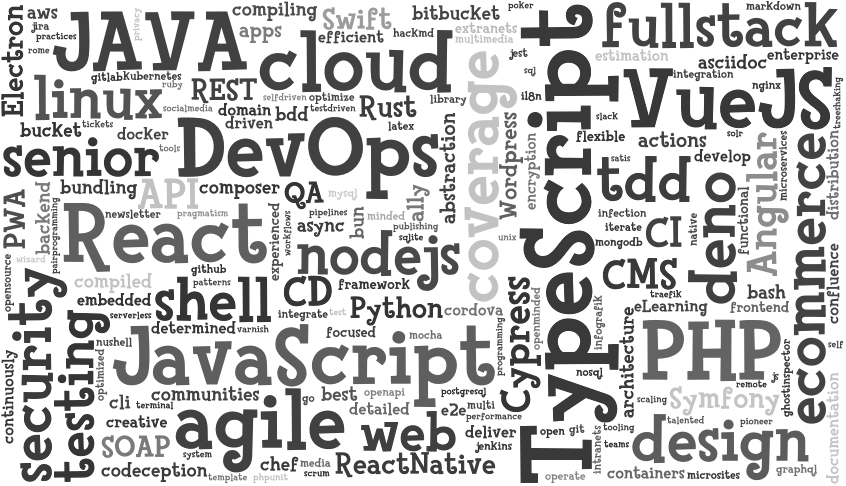 Electron
aws
jira
practices
rome
JAVA
privacy
compiling
apps
Swift
efficient
hackmd
bitbucket
poker
extranets
multimedia
jest
fullstack
markdown
enterprise
asciidoc
estimation
integration
nginx
treeshaking
linux
gitlab
kubernetes
ruby
REST
socialmedia
selfdriven
optimize
domain
driven
bdd
testdriven
cloud
Rust
library
latex
coverage
sql
i18n
TypeScript
slack
flexible
VueJS
actions
solr
develop
microservices
bucket
tickets
docker
tools
senior
DevOps
abstraction
Wordpress
encryption
satis
tdd
infection
iterate
mongodb
CI
native
deno
functional
Angular
distribution
ecommerce
confluence
bundling
API
composer
QA
mysql
PWA
backend
pairprogramming
opensource
wizard
React
newsletter
pragmatism
experienced
workflows
pipelines
async
bun
minded
a11y
publishing
sqlite
unix
nodejs
github
patterns
compiled
embedded
serverless
shell
CD
framework
integrate
test
Python
cordova
CMS
traefik
eLearning
bash
frontend
security
testing
continuously
nushell
optimized
determined
varnish
focused
mocha
JavaScript
programming
Cypress
openminded
infografik
nosql
architecture
PHP
remote
ghostinspector
self
communities
go
best
openapi
postgresql
cli
terminal
creative
SOAP
agile
detailed
e2e
multi
performance
web
deliver
jenkins
open
git
operate
intranets
tooling
teams
scaling
Symfony
talented
pioneer
design
documentation
codeception
system
template
phpunit
chef
media
scrum
ReactNative
containers
microsites
graphql